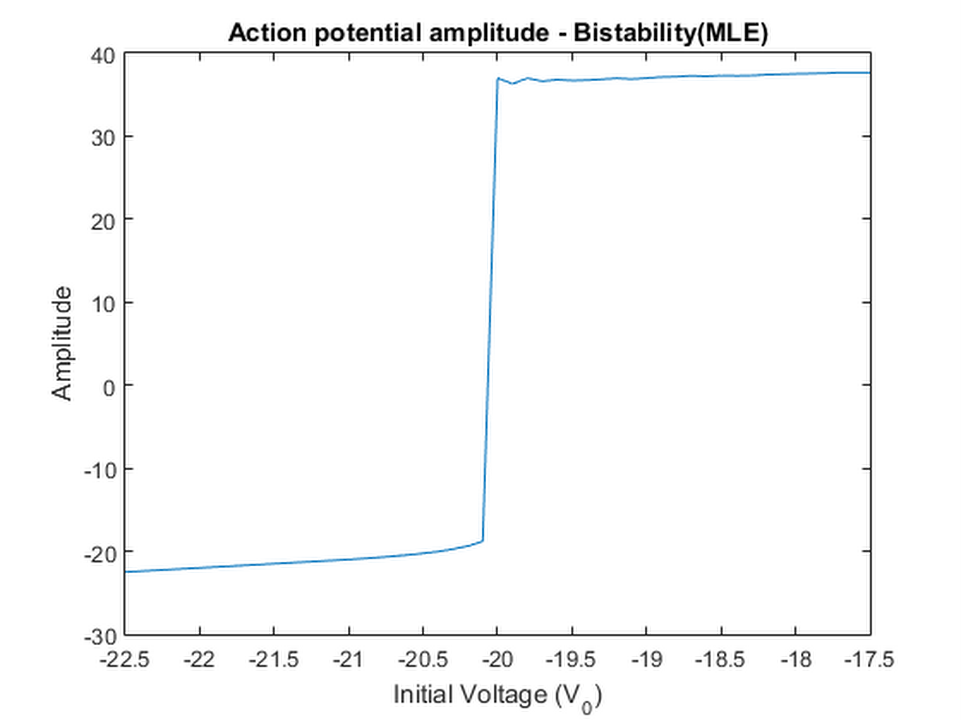 Action potential amplitude - Bistability(MLE)
40
30
20
10
0
-10
-20
-30
Amplitude
-22.5 -22 -21.5 -21 -20.5 -20 -19.5 -19 -18.5 -18 -17.5
Initial Voltage (V0)